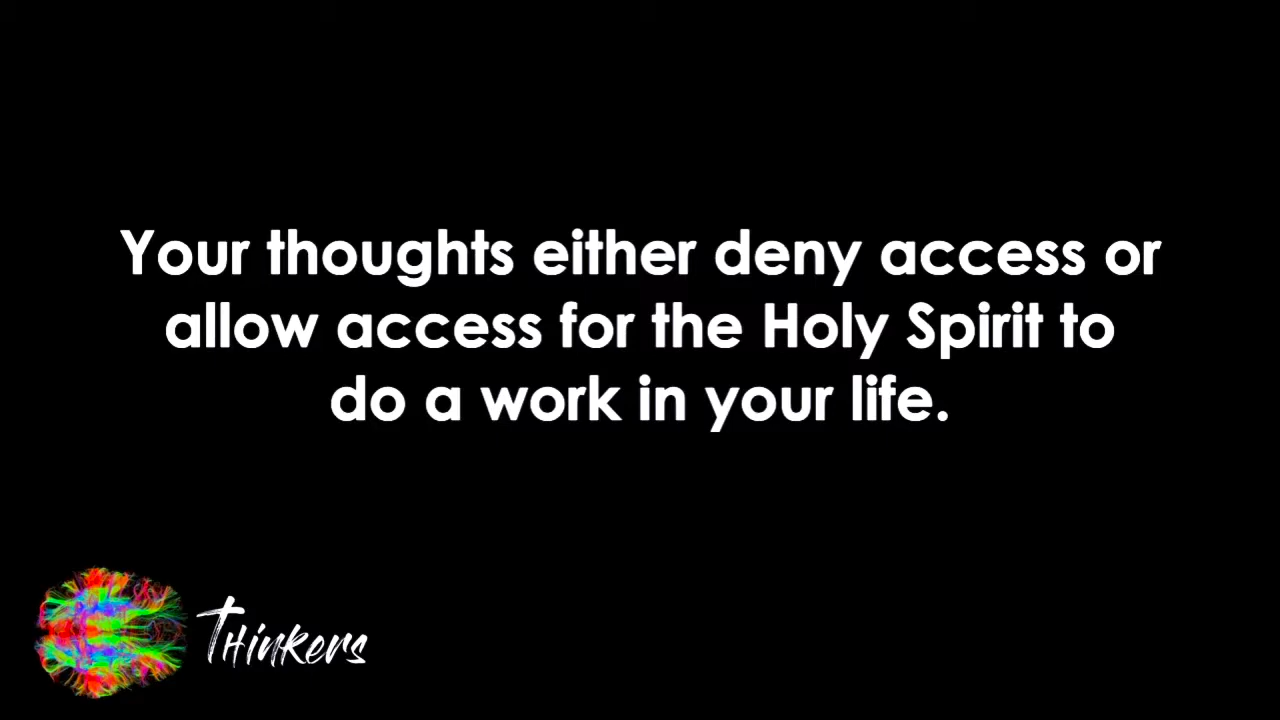 Your thoughts either deny access or
allow access for the Holy Spirit to
do a work in your life.
THinKers